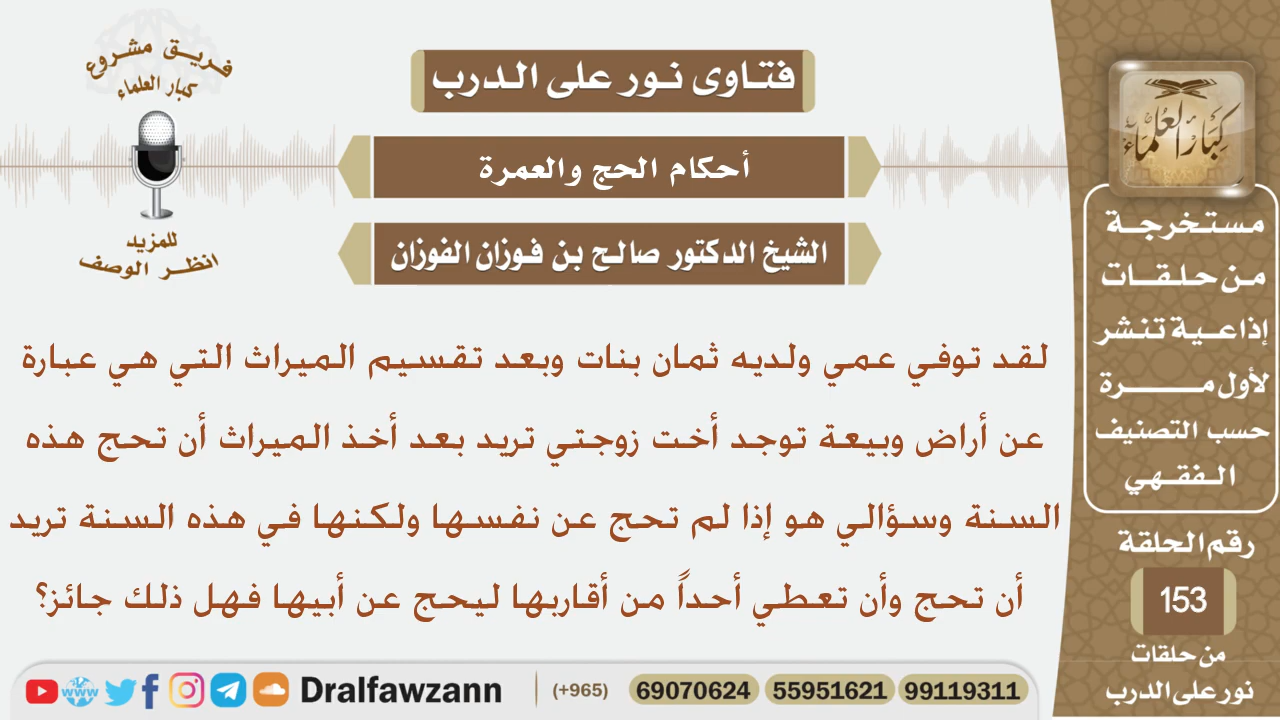 فريق مشروع
كبار العلماء
للمزيد
انظر الوصف
فتاوى نور على الدرب
أحكام الحج والعمرة
الشيخ الدكتور صالح بن فوزان الفوزان
كبار العلماء
مستخرجة
من حلقات
إذاعية تنشر
لأول مرة
حسب التصنيف
الفقهي
رقم الحلقة
153
من حلقات
نور على الدرب
لقد توفي عمي ولديه ثمان بنات وبعد تقسيم الميراث التي هي عبارة
عن أراض وبيعة توجد أخت زوجتي تريد بعد أخذ الميراث أن تحج هذه
السنة وسؤالي هو إذا لم تحج عن نفسها ولكنها في هذه السنة تريد
أن تحج وأن تعطي أحداً من أقاربها ليحج عن أبيها فهل ذلك جائز؟
www Dralfawzann (+965) 69070624 55951621 99119311